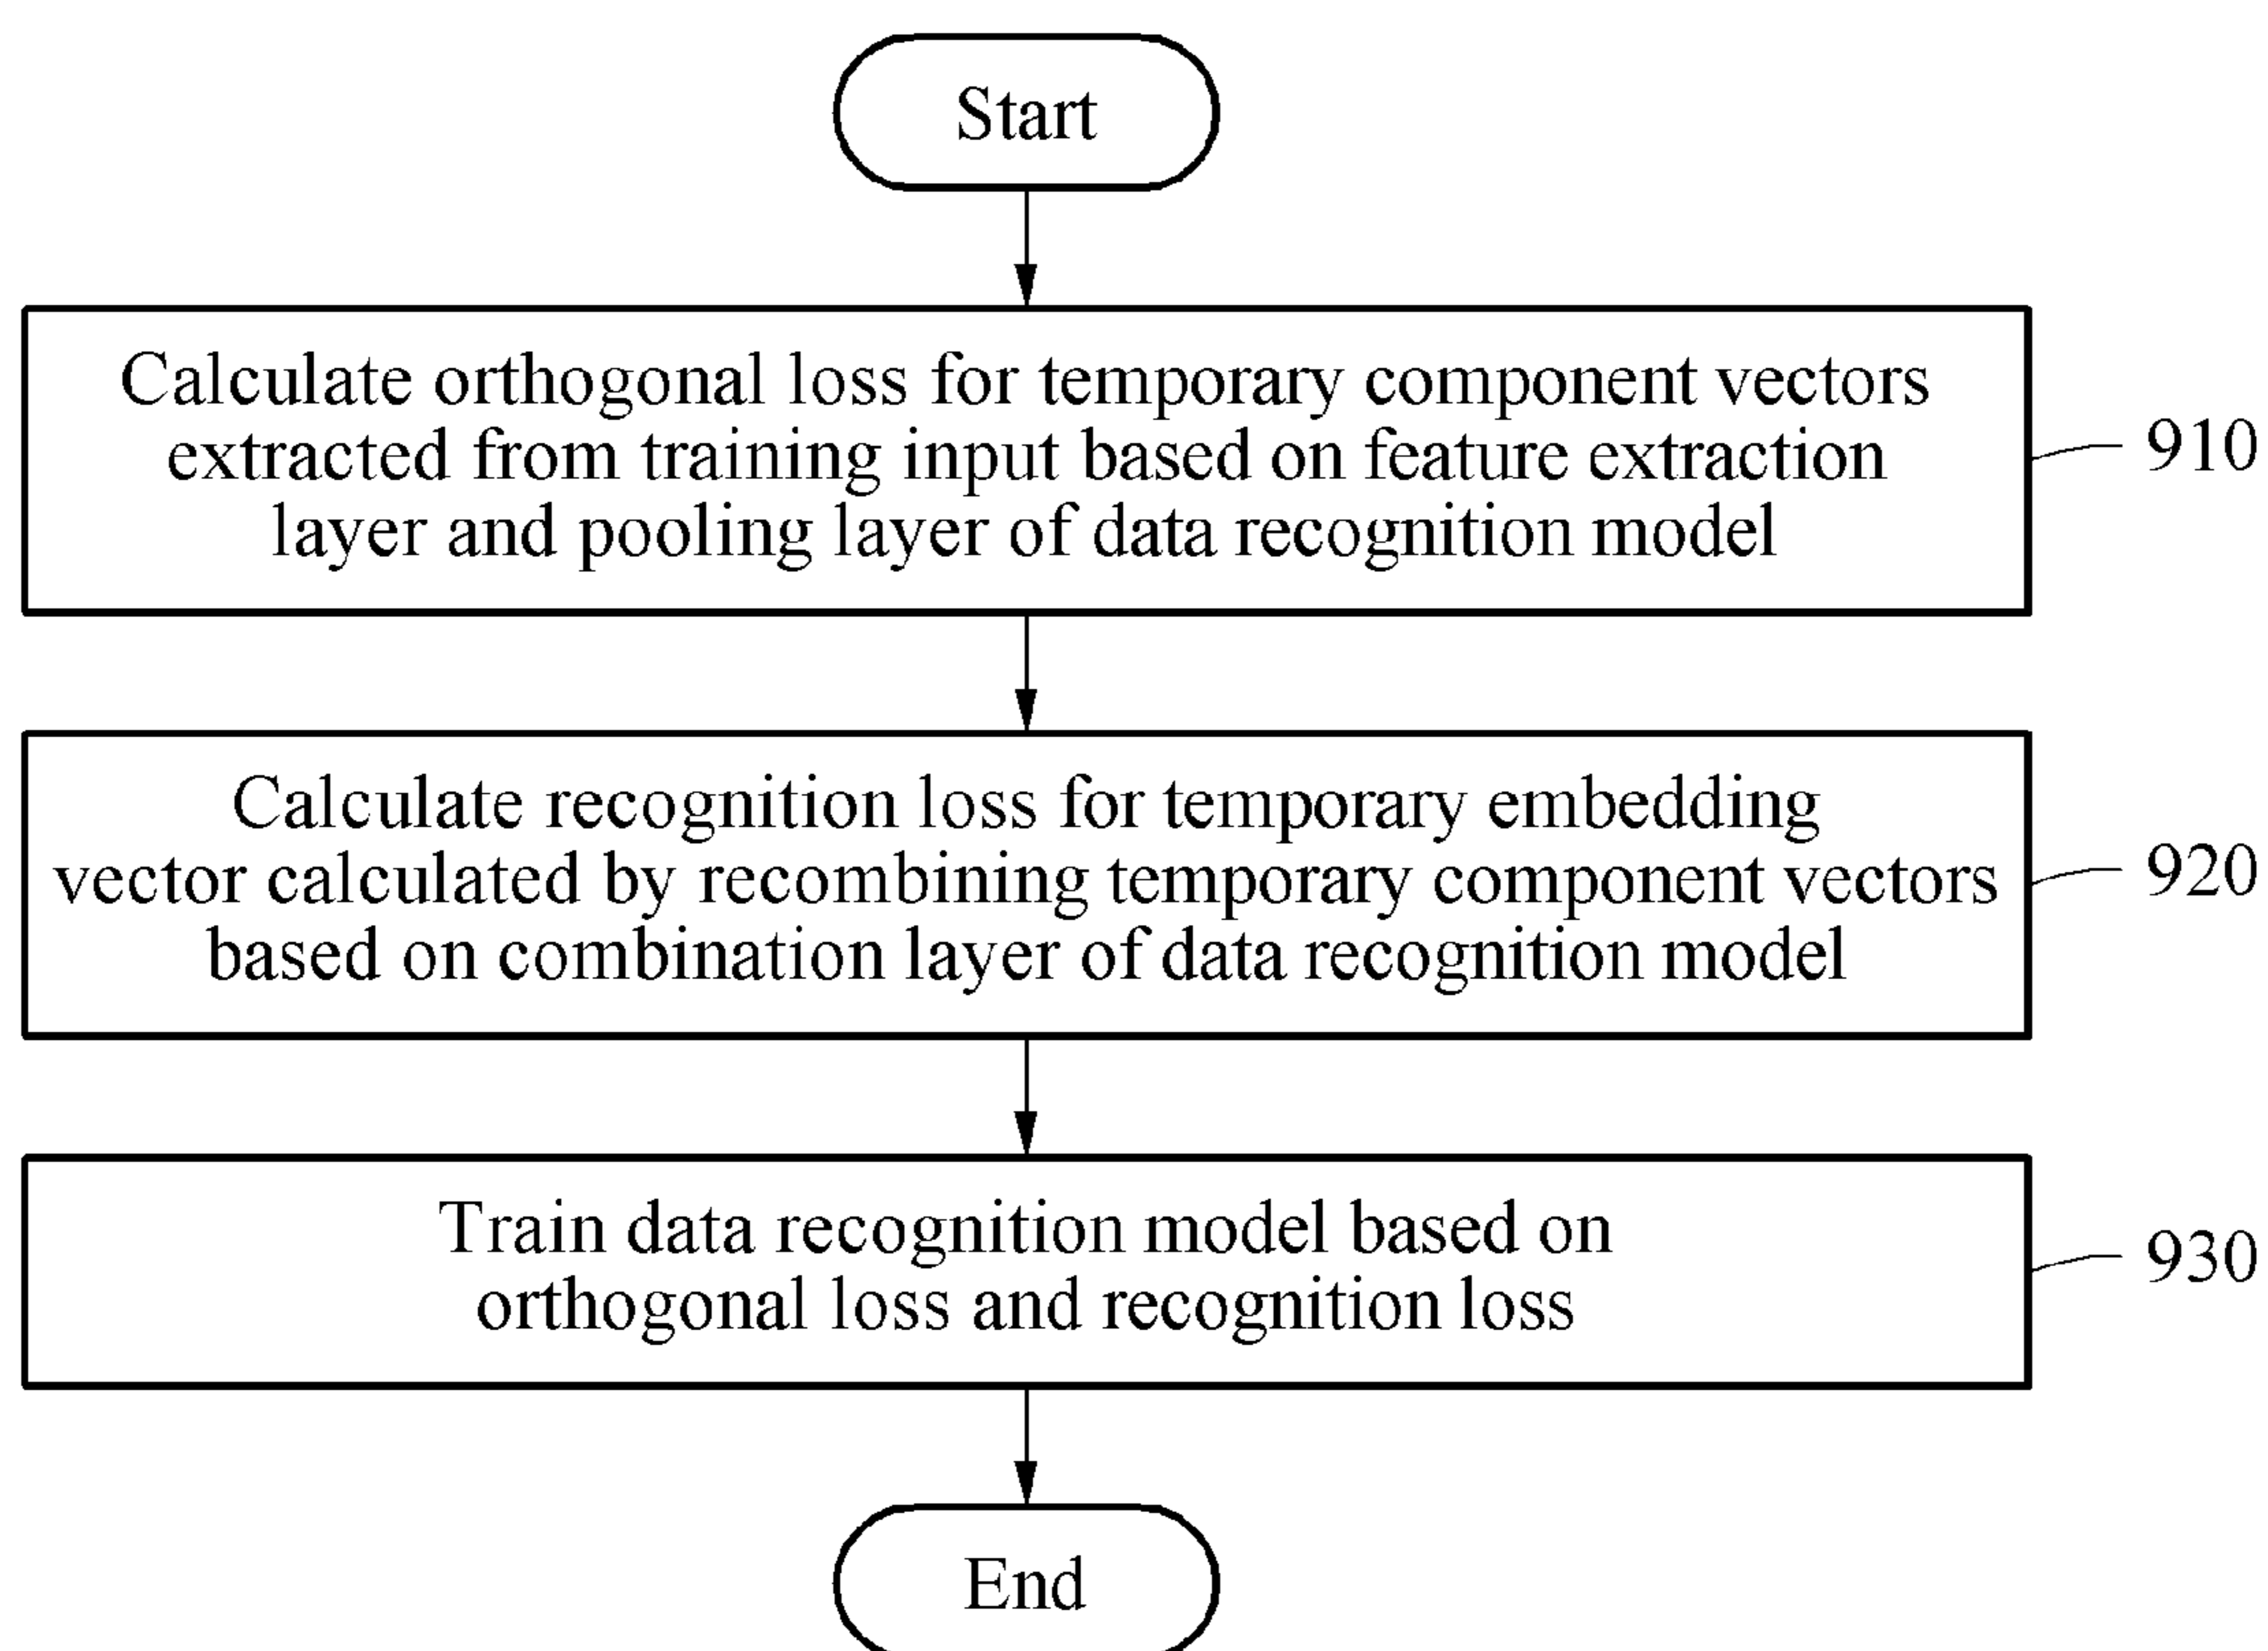 Start
Calculate orthogonal loss for temporary component vectors
extracted from training input based on feature extraction
layer and pooling layer of data recognition model
910
Calculate recognition loss for temporary embedding
vector calculated by recombining temporary component vectors
based on combination layer of data recognition model
920
Train data recognition model based on
orthogonal loss and recognition loss
930
End